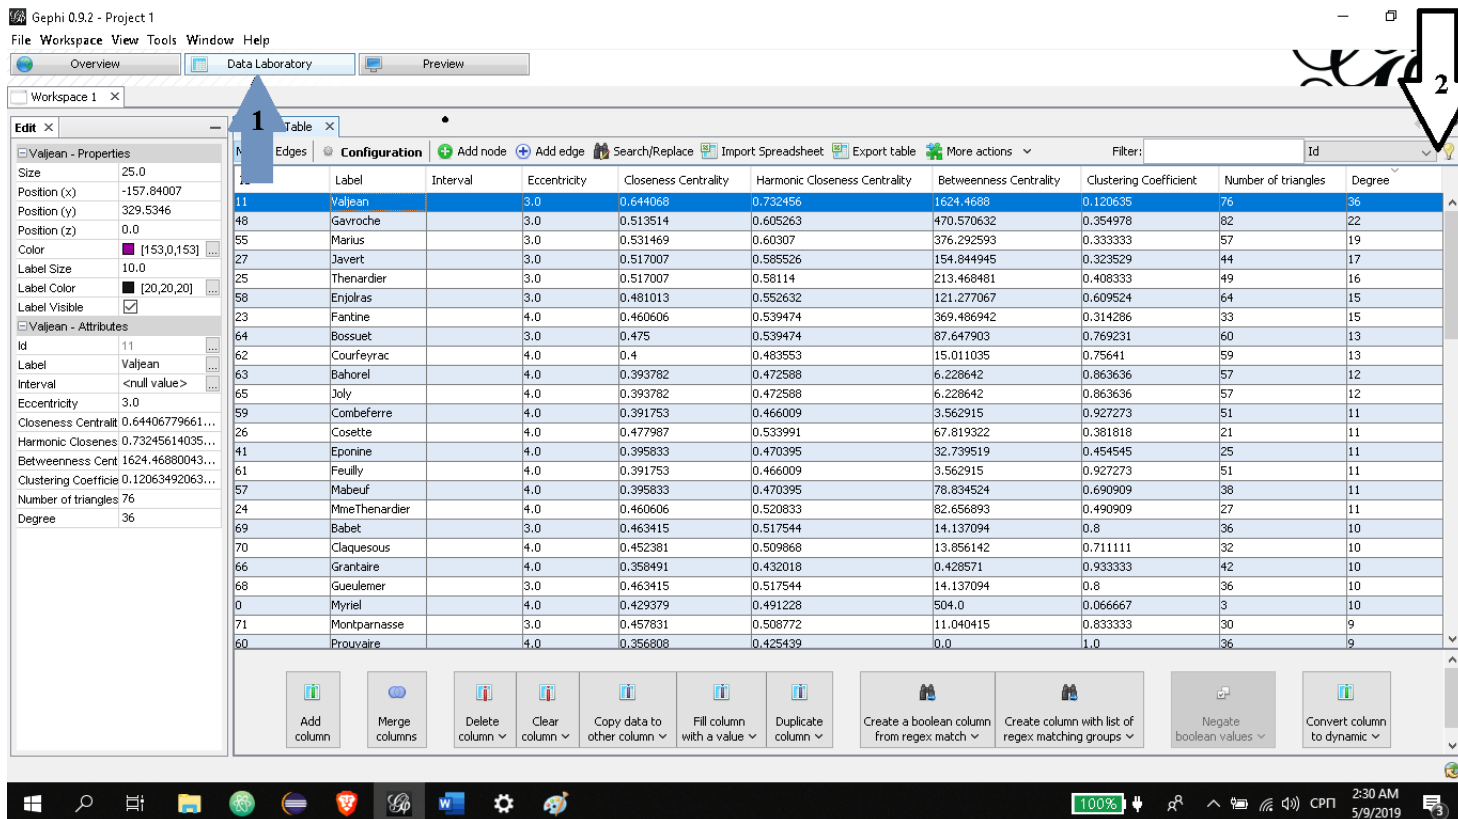 Gephi 0.9.2 - Project 1
File Workspace View Tools Window Help
Overview Data Laboratory Preview
2
Workspace 1
1
Edit
Table
Edges Configuration Add node Add edge Search/Replace Import Spreadsheet Export table More actions Filter: Id
Valjean - Properties
Size 25.0
Position (x) -157.84007
Position (y) 329.5346
Position (z) 0.0
Color [153,0,153] ...
Label Size 10.0
Label Color [20,20,20] ...
Label Visible
Valjean - Attributes
Id 11 ...
Label Valjean ...
Interval <null value> ...
Eccentricity 3.0
Closeness Centralit 0.64406779661...
Harmonic Closenes 0.73245614035...
Betweenness Cent 1624.46880043...
Clustering Coefficie 0.12063492063...
Number of triangles 76
Degree 36
Label Interval Eccentricity Closeness Centrality Harmonic Closeness Centrality Betweenness Centrality Clustering Coefficient Number of triangles Degree
11 Valjean 3.0 0.644068 0.732456 1624.4688 0.120635 76 36
48 Gavroche 3.0 0.513514 0.605263 470.570632 0.354978 82 22
55 Marius 3.0 0.531469 0.60307 376.292593 0.333333 57 19
27 Javert 3.0 0.517007 0.585526 154.844945 0.323529 44 17
25 Thenardier 3.0 0.517007 0.58114 213.468481 0.408333 49 16
58 Enjolras 3.0 0.481013 0.552632 121.277067 0.609524 64 15
23 Fantine 4.0 0.460606 0.539474 369.486942 0.314286 33 15
64 Bossuet 3.0 0.475 0.539474 87.647903 0.769231 60 13
62 Courfeyrac 4.0 0.4 0.483553 15.011035 0.75641 59 13
63 Bahorel 4.0 0.393782 0.472588 6.228642 0.863636 57 12
65 Joly 4.0 0.393782 0.472588 6.228642 0.863636 57 12
59 Combeferre 4.0 0.391753 0.466009 3.562915 0.927273 51 11
26 Cosette 4.0 0.477987 0.533991 67.819322 0.381818 21 11
41 Eponine 4.0 0.395833 0.470395 32.739519 0.454545 25 11
61 Feuilly 4.0 0.391753 0.466009 3.562915 0.927273 51 11
57 Mabeuf 4.0 0.395833 0.470395 78.834524 0.690909 38 11
24 MmeThenardier 4.0 0.460606 0.520833 82.656893 0.490909 27 11
69 Babet 3.0 0.463415 0.517544 14.137094 0.8 36 10
70 Claquesous 4.0 0.452381 0.509868 13.856142 0.711111 32 10
66 Grantaire 4.0 0.358491 0.432018 0.428571 0.933333 42 10
68 Gueulemer 3.0 0.463415 0.517544 14.137094 0.8 36 10
0 Myriel 4.0 0.429379 0.491228 504.0 0.066667 3 10
71 Montparnasse 3.0 0.457831 0.508772 11.040415 0.833333 30 9
60 Prouvaire 4.0 0.356808 0.425439 0.0 1.0 36 9
Add column
Merge columns
Delete column
Clear column
Copy data to other column
Fill column with a value
Duplicate column
Create a boolean column from regex match
Create column with list of regex matching groups
Negate boolean values
Convert column to dynamic
100% СРП 2:30 AM
5/9/2019 3